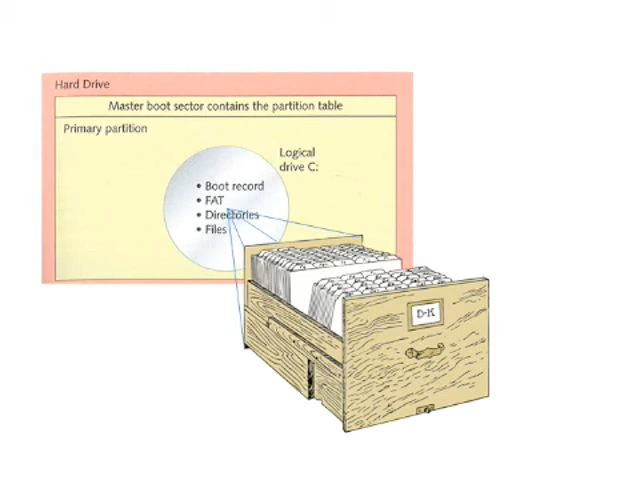 Hard Drive
Master boot sector contains the partition table
Primary partition
Logical
drive C:
• Boot record
• FAT
• Directories
• Files
D-K